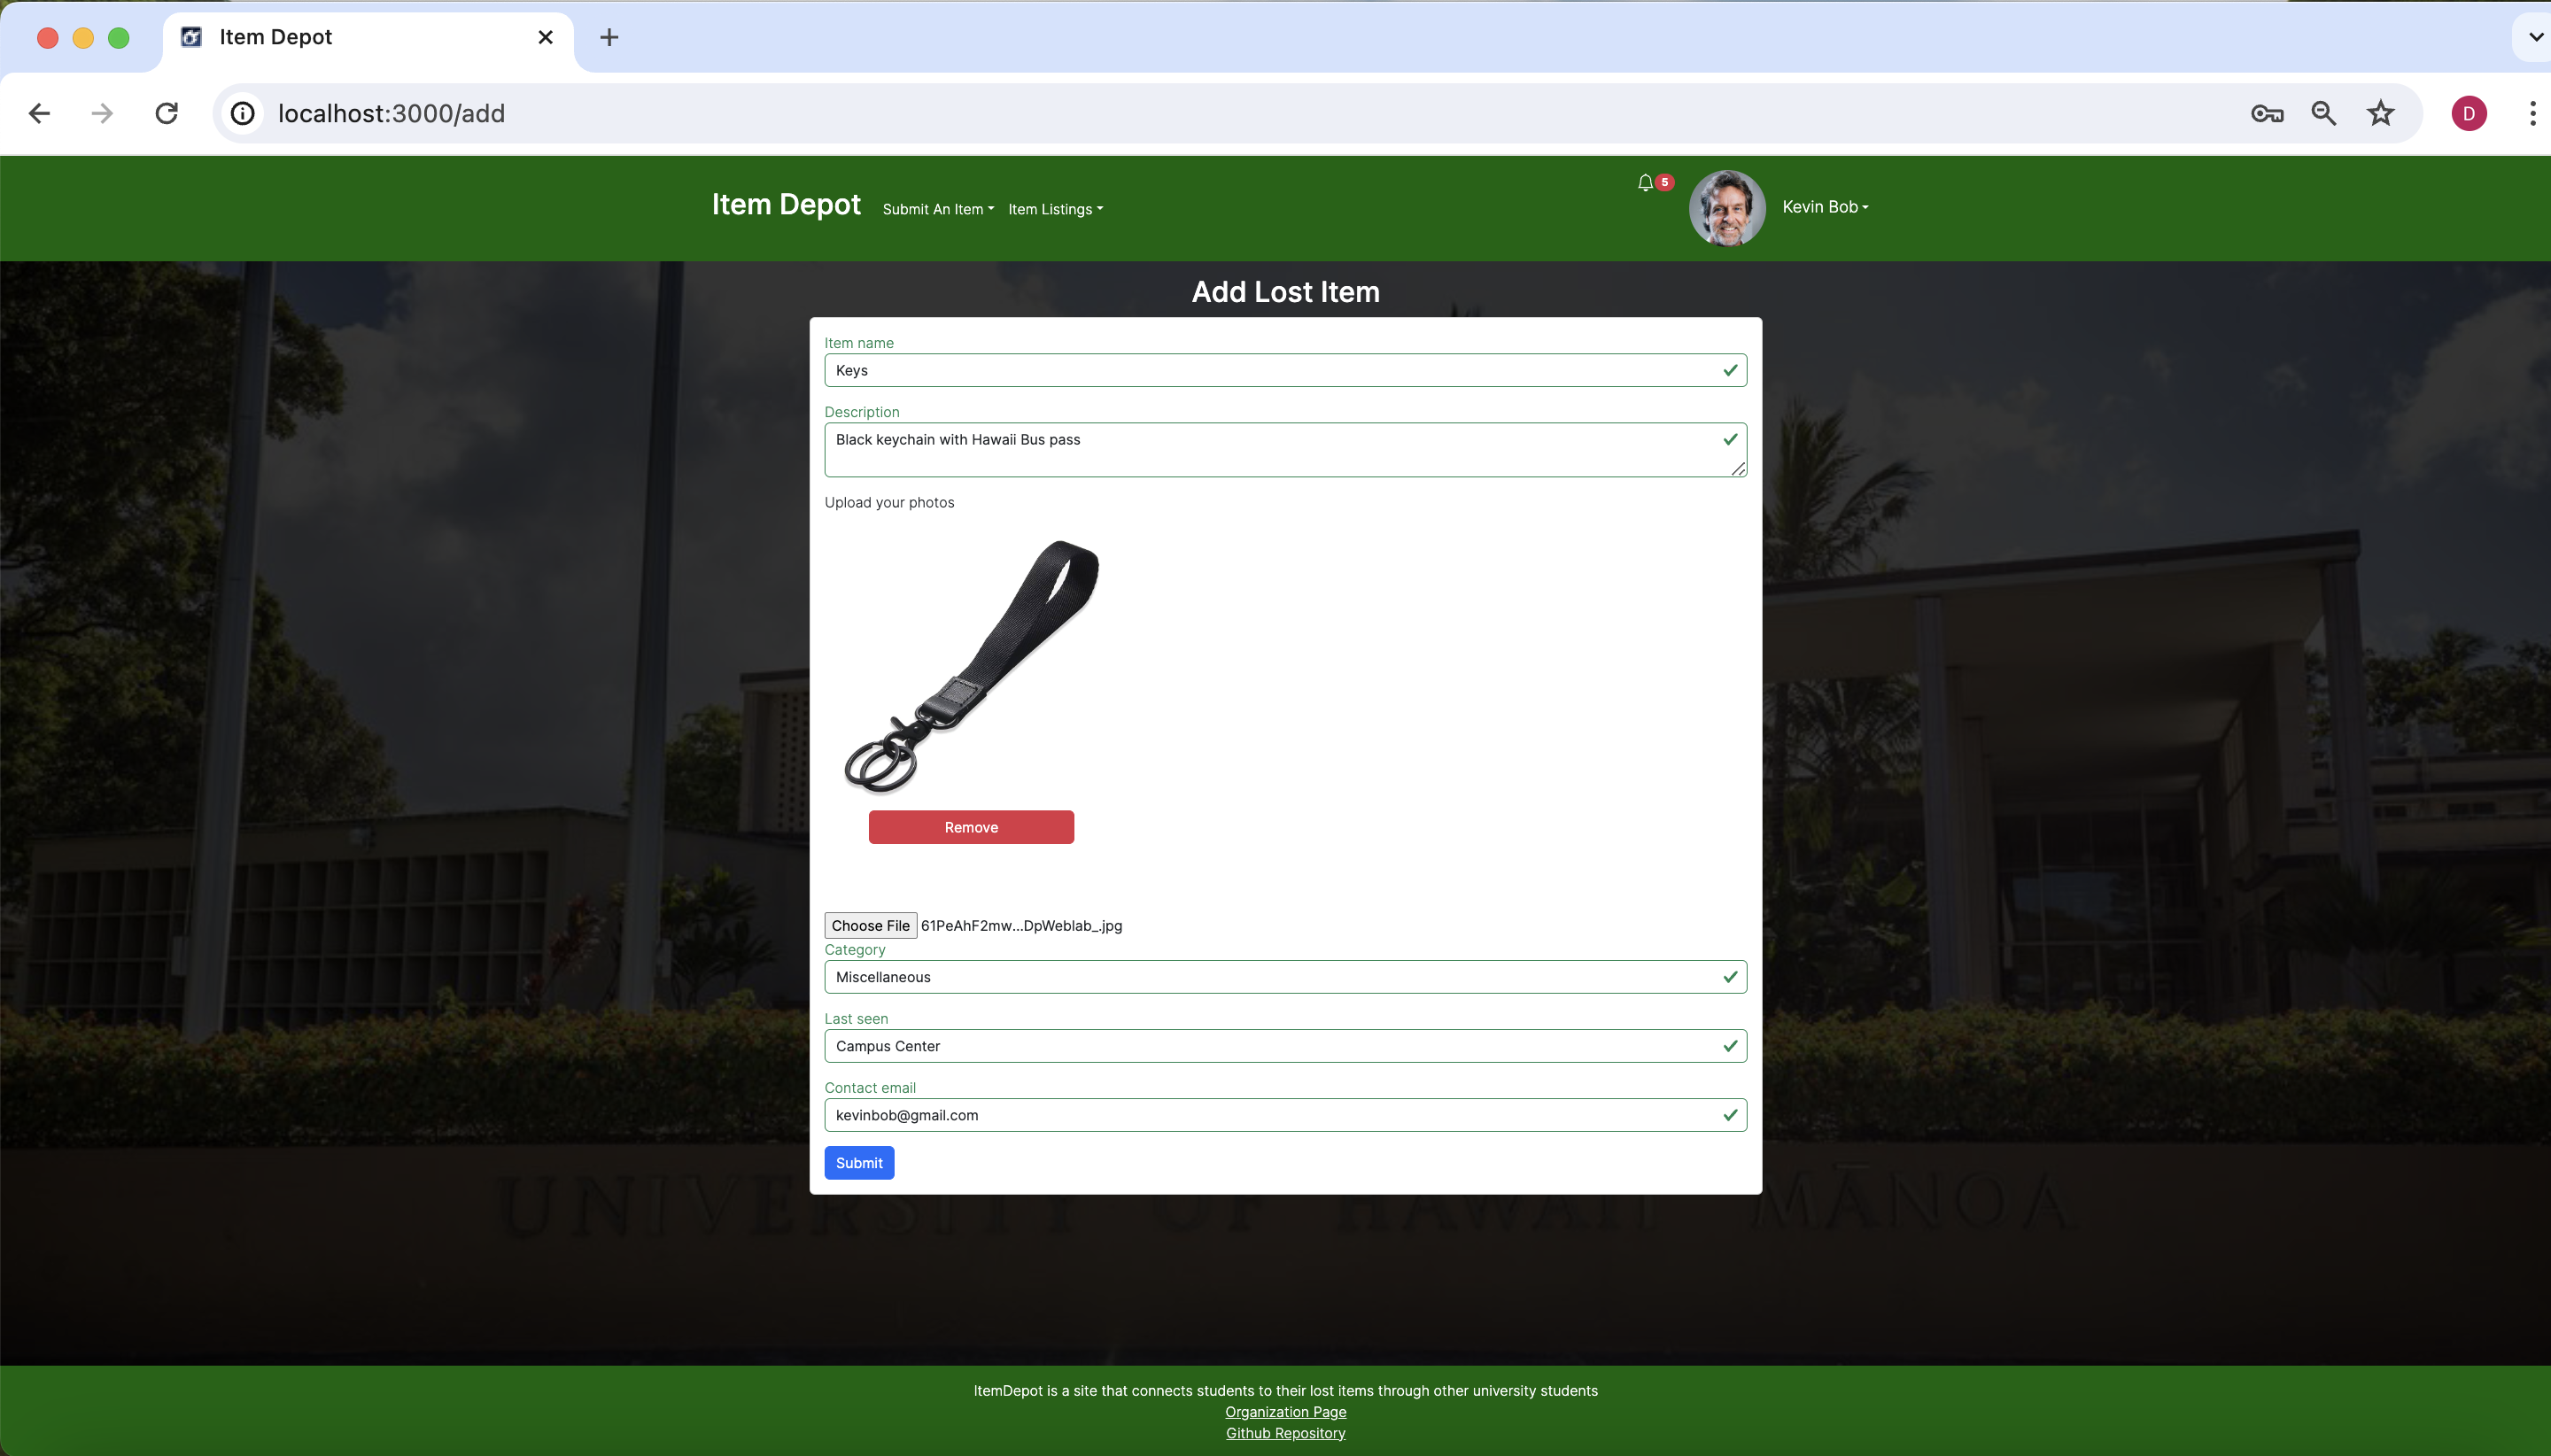 Item Depot
localhost:3000/add
D
Item Depot Submit An Item Item Listings
5
Kevin Bob
Add Lost Item
Item name
Keys
Description
Black keychain with Hawaii Bus pass
Upload your photos
Remove
Choose File 61PeAhF2mw...DpWeblab_.jpg
Category
Miscellaneous
Last seen
Campus Center
Contact email
kevinbob@gmail.com
Submit
UNIVERSITY OF HAWAII MĀNOA
ItemDepot is a site that connects students to their lost items through other university students
Organization Page
Github Repository